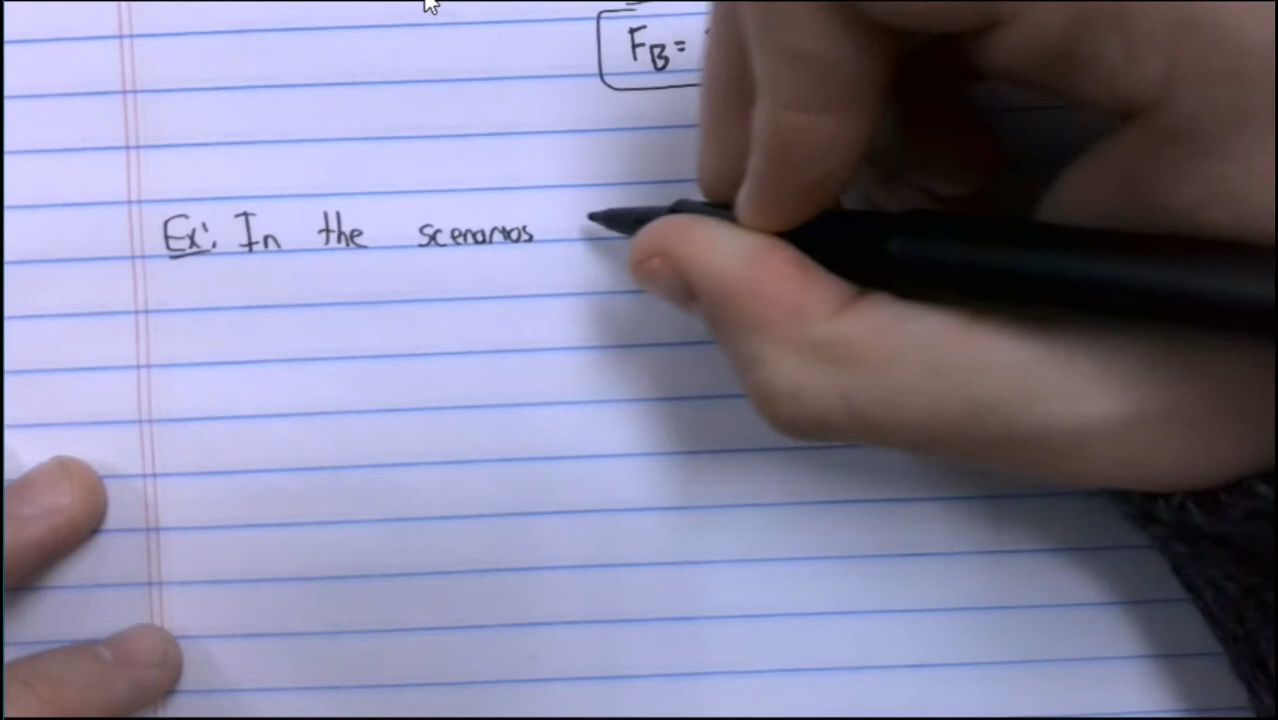 F_B =
Ex: In the scenarios